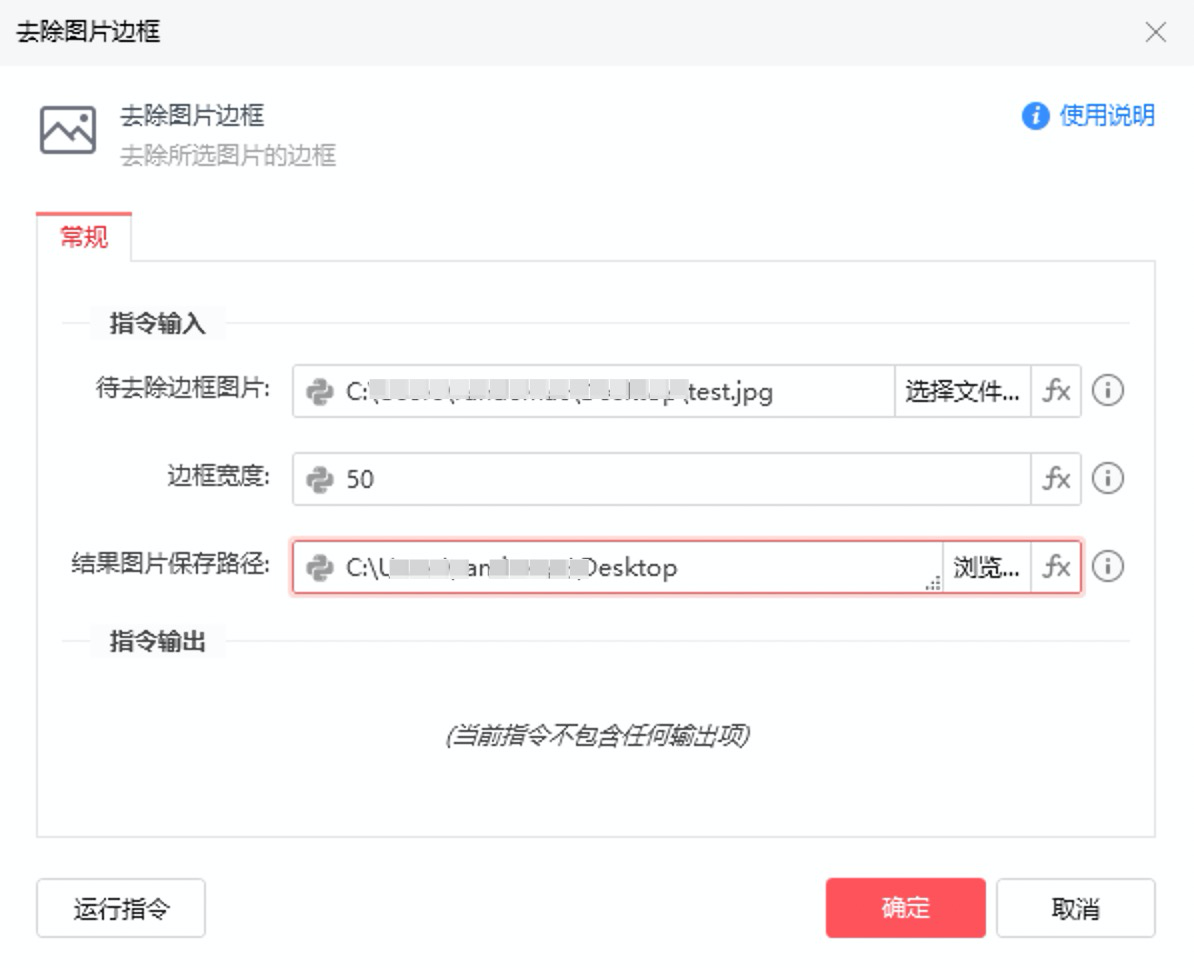 去除图片边框
去除图片边框
使用说明
去除所选图片的边框
常规
指令输入
待去除边框图片: C:\ test.jpg 选择文件... fx
边框宽度: 50 fx
结果图片保存路径: C:\U Desktop 浏览... fx
指令输出
(当前指令不包含任何输出项)
运行指令 确定 取消